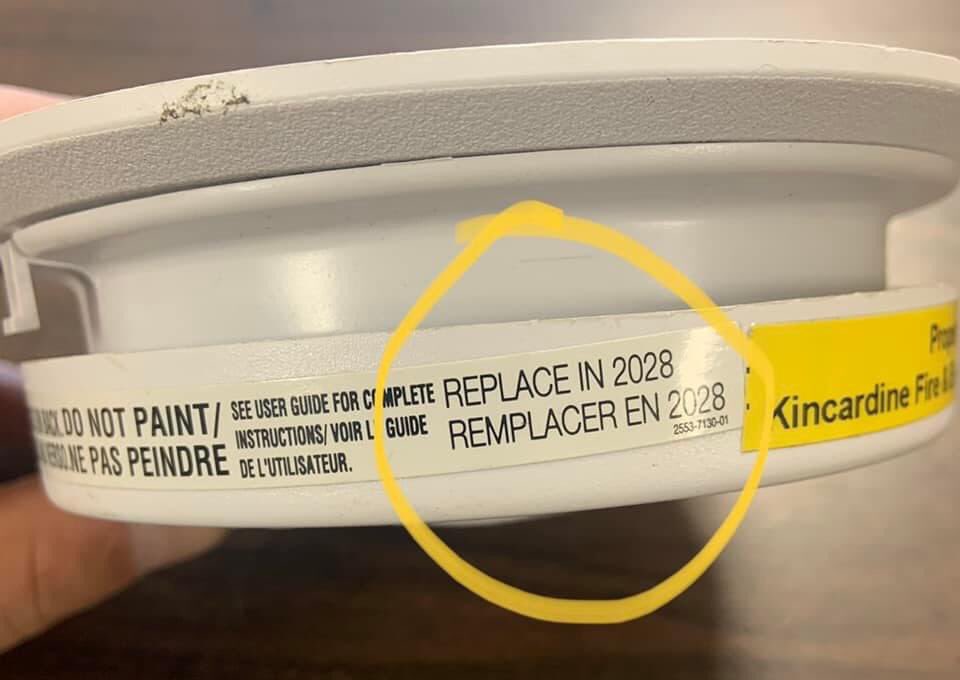 DO NOT PAINT/
NE PAS PEINDRE
SEE USER GUIDE FOR COMPLETE
INSTRUCTIONS/ VOIR LE GUIDE
DE L'UTILISATEUR.
REPLACE IN 2028
REMPLACER EN 2028
2553-7130-01
Kincardine Fire &